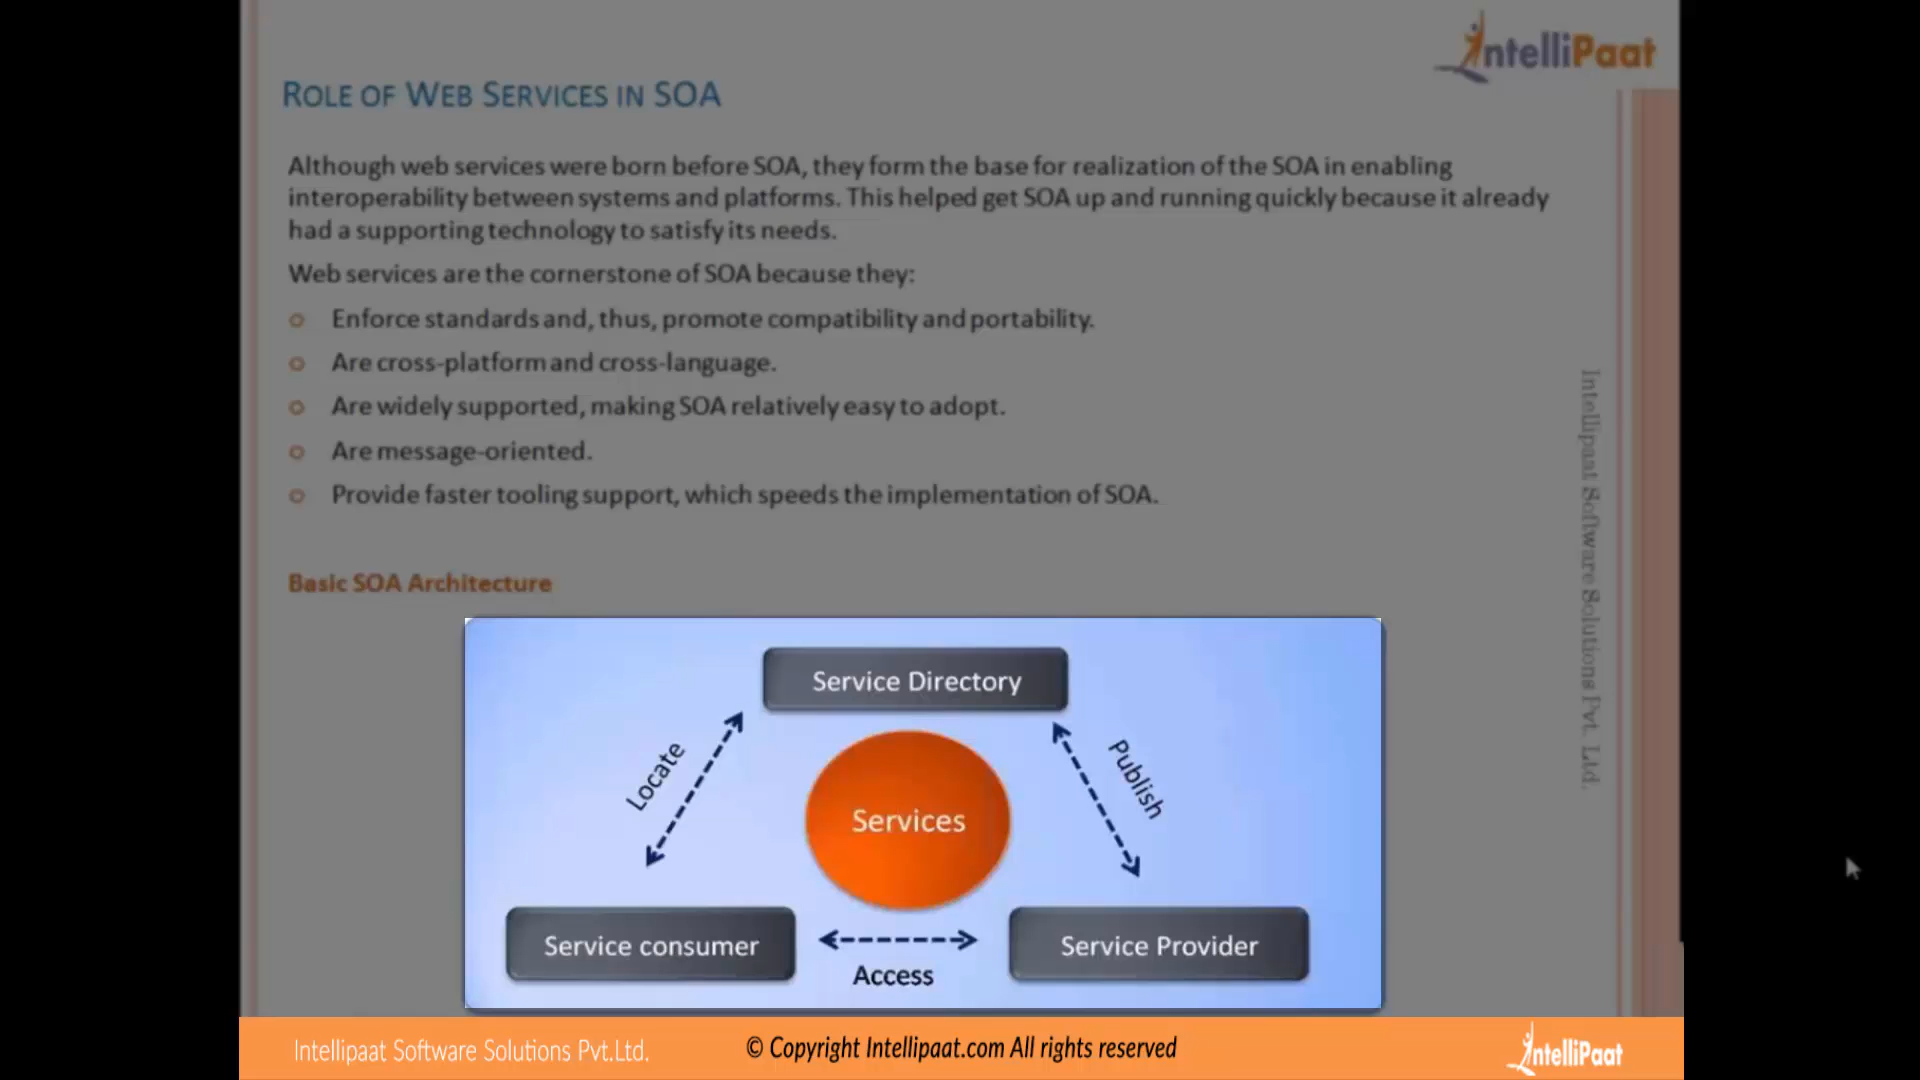 IntelliPaat
ROLE OF WEB SERVICES IN SOA
Although web services were born before SOA, they form the base for realization of the SOA in enabling
interoperability between systems and platforms. This helped get SOA up and running quickly because it already
had a supporting technology to satisfy its needs.
Web services are the cornerstone of SOA because they:
Enforce standards and, thus, promote compatibility and portability.
Are cross-platform and cross-language.
Are widely supported, making SOA relatively easy to adopt.
Are message-oriented.
Provide faster tooling support, which speeds the implementation of SOA.
Intellipaat Software Solutions Pvt. Ltd.
Basic SOA Architecture
Service Directory
Locate
Publish
Services
Service consumer
Service Provider
Access
Intellipaat Software Solutions Pvt.Ltd.
© Copyright Intellipaat.com All rights reserved
IntelliPaat